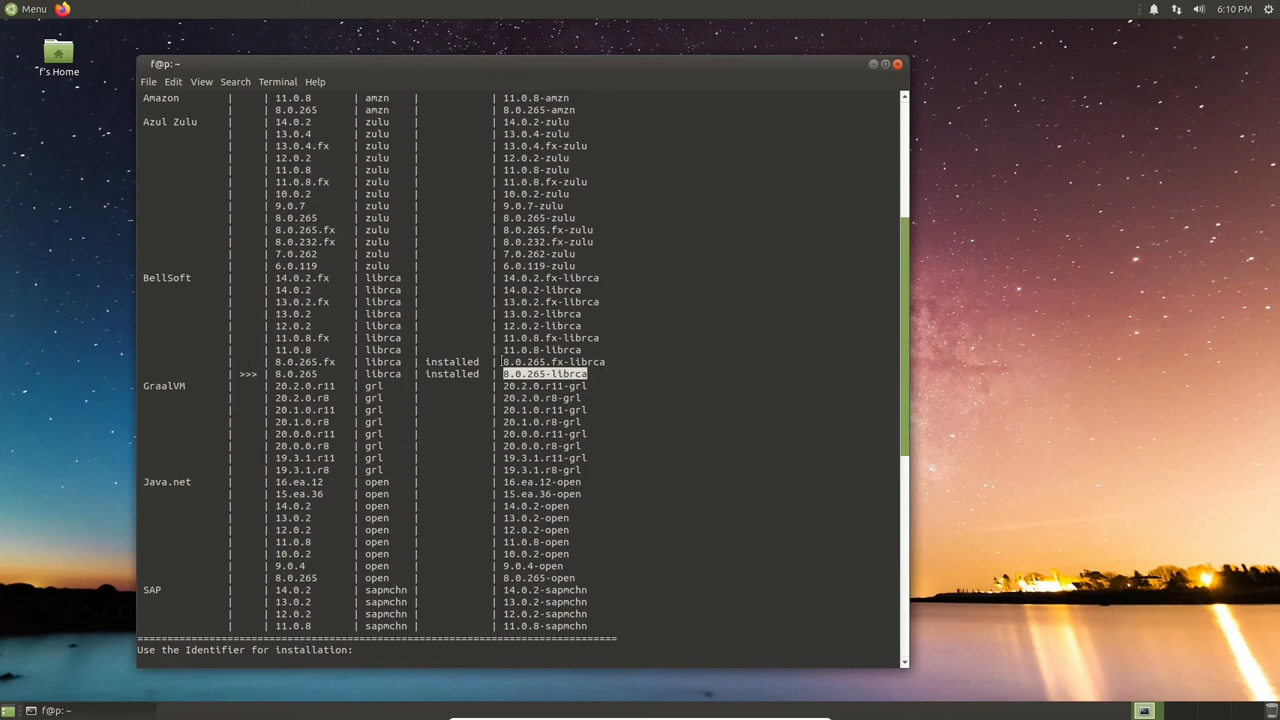 Menu
6:10 PM
f's Home
f@p: ~
File Edit View Search Terminal Help
Amazon | | 11.0.8 | amzn | | 11.0.8-amzn
| | 8.0.265 | amzn | | 8.0.265-amzn
Azul Zulu | | 14.0.2 | zulu | | 14.0.2-zulu
| | 13.0.4 | zulu | | 13.0.4-zulu
| | 13.0.4.fx | zulu | | 13.0.4.fx-zulu
| | 12.0.2 | zulu | | 12.0.2-zulu
| | 11.0.8 | zulu | | 11.0.8-zulu
| | 11.0.8.fx | zulu | | 11.0.8.fx-zulu
| | 10.0.2 | zulu | | 10.0.2-zulu
| | 9.0.7 | zulu | | 9.0.7-zulu
| | 8.0.265 | zulu | | 8.0.265-zulu
| | 8.0.265.fx | zulu | | 8.0.265.fx-zulu
| | 8.0.232.fx | zulu | | 8.0.232.fx-zulu
| | 7.0.262 | zulu | | 7.0.262-zulu
| | 6.0.119 | zulu | | 6.0.119-zulu
BellSoft | | 14.0.2.fx | librca | | 14.0.2.fx-librca
| | 14.0.2 | librca | | 14.0.2-librca
| | 13.0.2.fx | librca | | 13.0.2.fx-librca
| | 13.0.2 | librca | | 13.0.2-librca
| | 12.0.2 | librca | | 12.0.2-librca
| | 11.0.8.fx | librca | | 11.0.8.fx-librca
| | 11.0.8 | librca | | 11.0.8-librca
| | 8.0.265.fx | librca | installed | 8.0.265.fx-librca
| >>> | 8.0.265 | librca | installed | 8.0.265-librca
GraalVM | | 20.2.0.r11 | grl | | 20.2.0.r11-grl
| | 20.2.0.r8 | grl | | 20.2.0.r8-grl
| | 20.1.0.r11 | grl | | 20.1.0.r11-grl
| | 20.1.0.r8 | grl | | 20.1.0.r8-grl
| | 20.0.0.r11 | grl | | 20.0.0.r11-grl
| | 20.0.0.r8 | grl | | 20.0.0.r8-grl
| | 19.3.1.r11 | grl | | 19.3.1.r11-grl
| | 19.3.1.r8 | grl | | 19.3.1.r8-grl
Java.net | | 16.ea.12 | open | | 16.ea.12-open
| | 15.ea.36 | open | | 15.ea.36-open
| | 14.0.2 | open | | 14.0.2-open
| | 13.0.2 | open | | 13.0.2-open
| | 12.0.2 | open | | 12.0.2-open
| | 11.0.8 | open | | 11.0.8-open
| | 10.0.2 | open | | 10.0.2-open
| | 9.0.4 | open | | 9.0.4-open
| | 8.0.265 | open | | 8.0.265-open
SAP | | 14.0.2 | sapmchn | | 14.0.2-sapmchn
| | 13.0.2 | sapmchn | | 13.0.2-sapmchn
| | 12.0.2 | sapmchn | | 12.0.2-sapmchn
| | 11.0.8 | sapmchn | | 11.0.8-sapmchn
================================================================================
Use the Identifier for installation:
f@p: ~